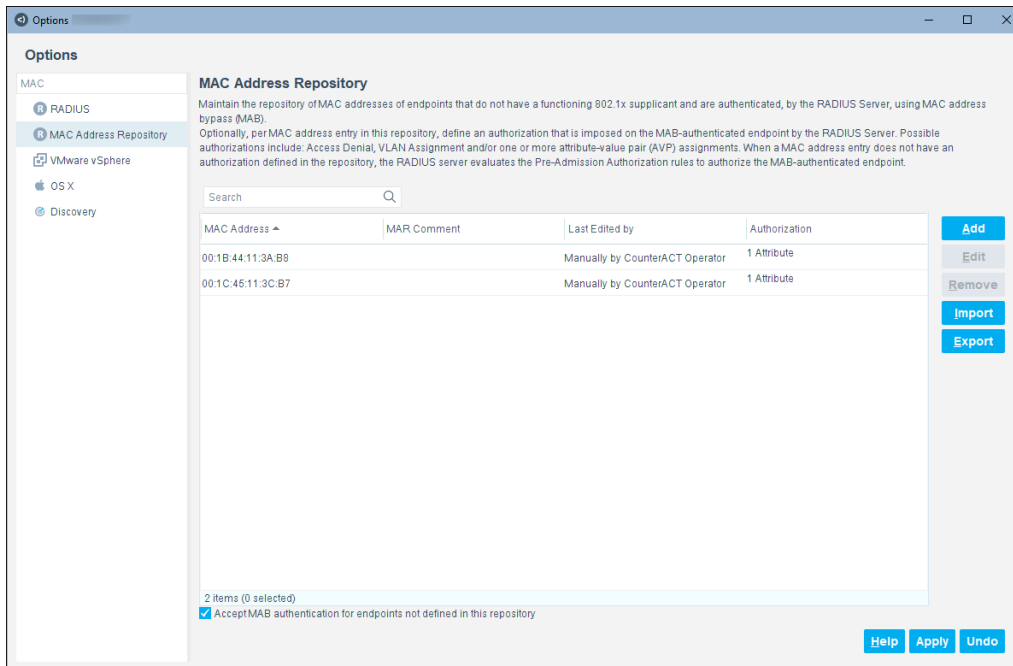 Options
Options
MAC
RADIUS
MAC Address Repository
VMware vSphere
OS X
Discovery
MAC Address Repository
Maintain the repository of MAC addresses of endpoints that do not have a functioning 802.1x supplicant and are authenticated, by the RADIUS Server, using MAC address
bypass (MAB).
Optionally, per MAC address entry in this repository, define an authorization that is imposed on the MAB-authenticated endpoint by the RADIUS Server. Possible
authorizations include: Access Denial, VLAN Assignment and/or one or more attribute-value pair (AVP) assignments. When a MAC address entry does not have an
authorization defined in the repository, the RADIUS server evaluates the Pre-Admission Authorization rules to authorize the MAB-authenticated endpoint.
Search
MAC Address MAR Comment Last Edited by Authorization
00:1B:44:11:3A:B8 Manually by CounterACT Operator 1 Attribute
00:1C:45:11:3C:B7 Manually by CounterACT Operator 1 Attribute
Add
Edit
Remove
Import
Export
2 items (0 selected)
Accept MAB authentication for endpoints not defined in this repository
Help Apply Undo